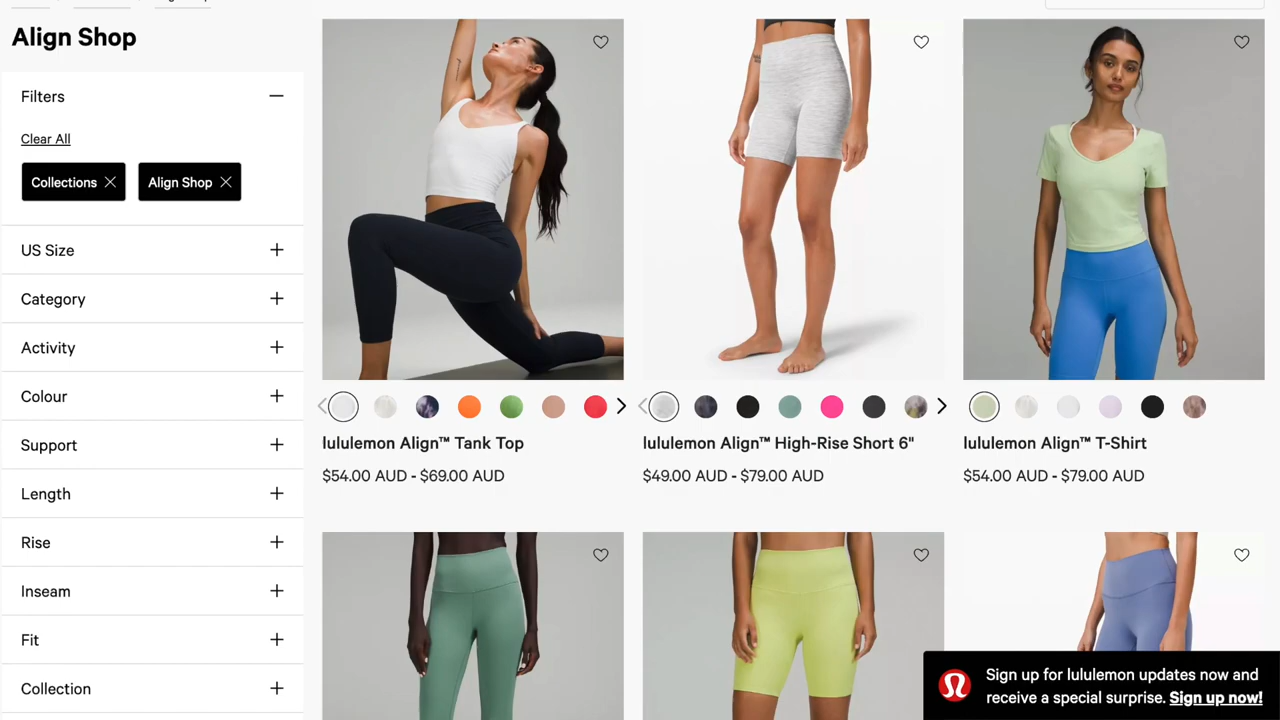 Align Shop
Filters
Clear All
Collections
Align Shop
US Size
Category
Activity
Colour
Support
Length
Rise
Inseam
Fit
Collection
lululemon Align™ Tank Top
$54.00 AUD - $69.00 AUD
lululemon Align™ High-Rise Short 6"
$49.00 AUD - $79.00 AUD
lululemon Align™ T-Shirt
$54.00 AUD - $79.00 AUD
Sign up for lululemon updates now and
receive a special surprise. Sign up now!